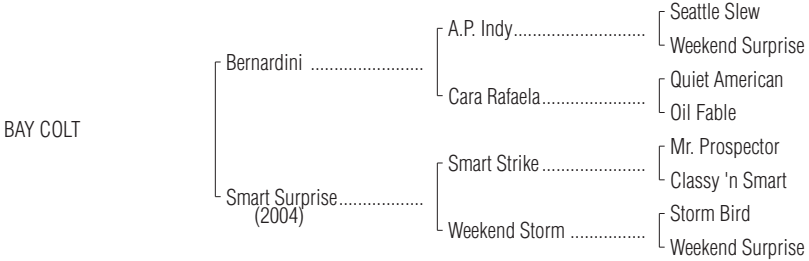 Seattle Slew
A.P. Indy............................
Weekend Surprise
Bernardini ........................
Quiet American
Cara Rafaela......................
Oil Fable
BAY COLT
Mr. Prospector
Smart Strike ......................
Classy 'n Smart
Smart Surprise..................
(2004)
Storm Bird
Weekend Storm ................
Weekend Surprise